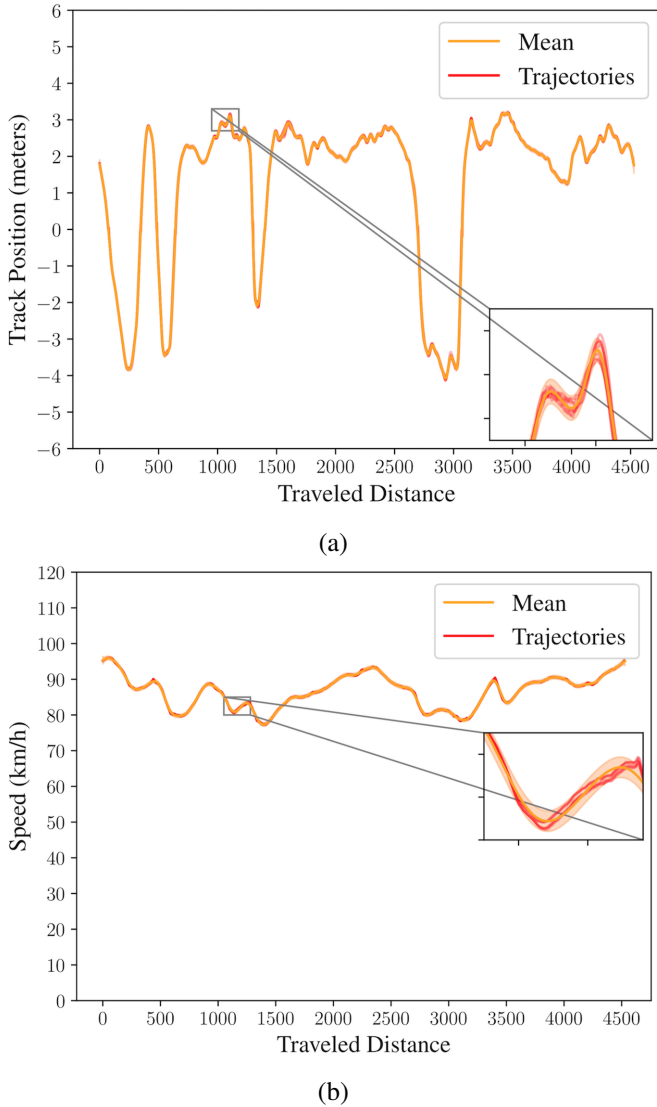 6
5
4
3
2
1
0
−1
−2
−3
−4
−5
−6
Track Position (meters)
Mean
Trajectories
0 500 1000 1500 2000 2500 3000 3500 4000 4500
Traveled Distance
(a)
120
110
100
90
80
70
60
50
40
30
20
10
0
Speed (km/h)
Mean
Trajectories
0 500 1000 1500 2000 2500 3000 3500 4000 4500
Traveled Distance
(b)